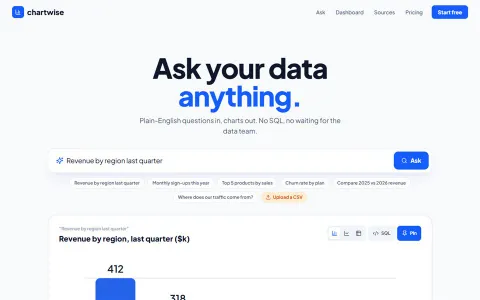 chartwise
Ask Dashboard Sources Pricing Start free
Ask your data
anything.
Plain-English questions in, charts out. No SQL, no waiting for the
data team.
Revenue by region last quarter Ask
Revenue by region last quarter Monthly sign-ups this year Top 5 products by sales Churn rate by plan Compare 2025 vs 2026 revenue
Where does our traffic come from? Upload a CSV
"Revenue by region last quarter"
Revenue by region, last quarter ($k)
</> SQL Pin
412
318